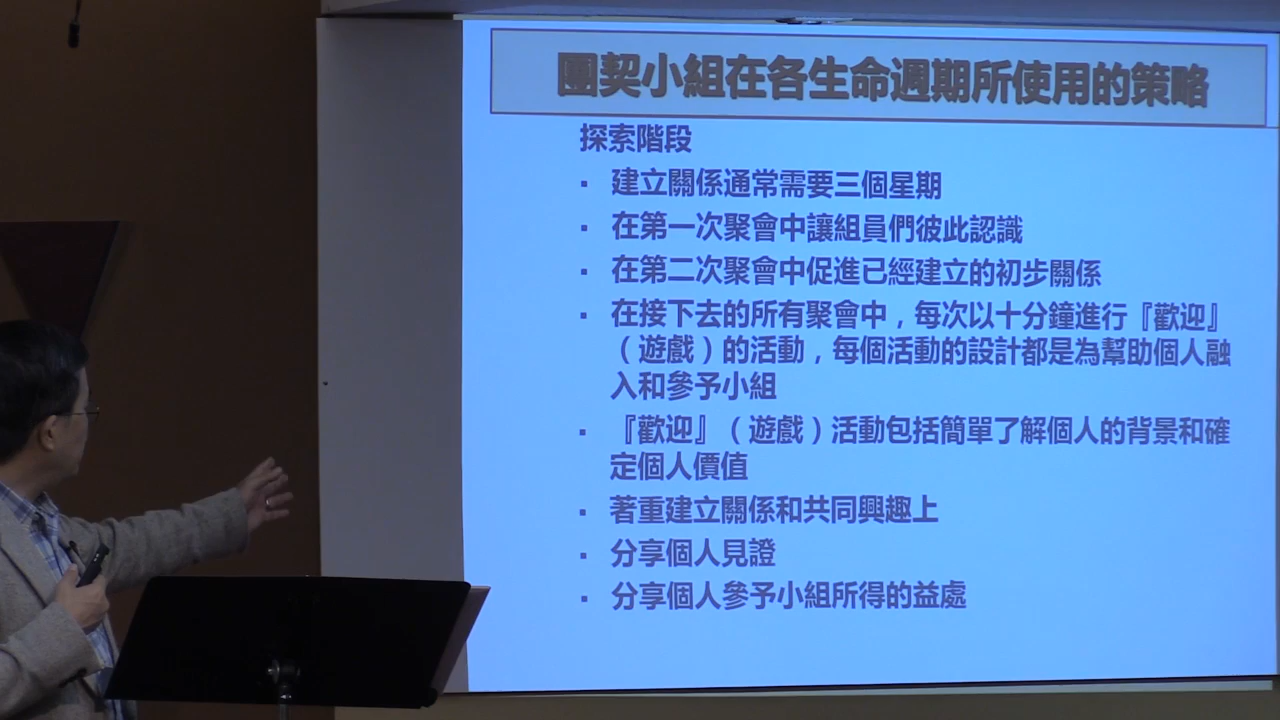 團契小組在各生命週期所使用的策略
探索階段
▪ 建立關係通常需要三個星期
▪ 在第一次聚會中讓組員們彼此認識
▪ 在第二次聚會中促進已經建立的初步關係
▪ 在接下去的所有聚會中，每次以十分鐘進行『歡迎』
（遊戲）的活動，每個活動的設計都是為幫助個人融
入和參予小組
▪ 『歡迎』（遊戲）活動包括簡單了解個人的背景和確
定個人價值
▪ 著重建立關係和共同興趣上
▪ 分享個人見證
▪ 分享個人參予小組所得的益處